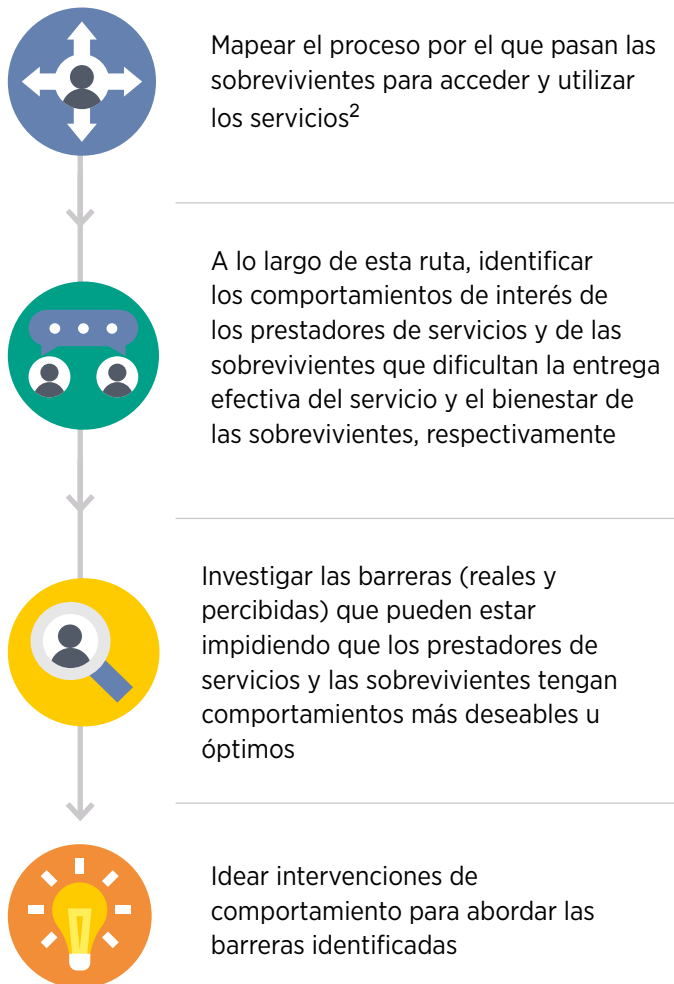 Mapear el proceso por el que pasan las
sobrevivientes para acceder y utilizar
los servicios²
A lo largo de esta ruta, identificar
los comportamientos de interés de
los prestadores de servicios y de las
sobrevivientes que dificultan la entrega
efectiva del servicio y el bienestar de
las sobrevivientes, respectivamente
Investigar las barreras (reales y
percibidas) que pueden estar
impidiendo que los prestadores de
servicios y las sobrevivientes tengan
comportamientos más deseables u
óptimos
Idear intervenciones de
comportamiento para abordar las
barreras identificadas